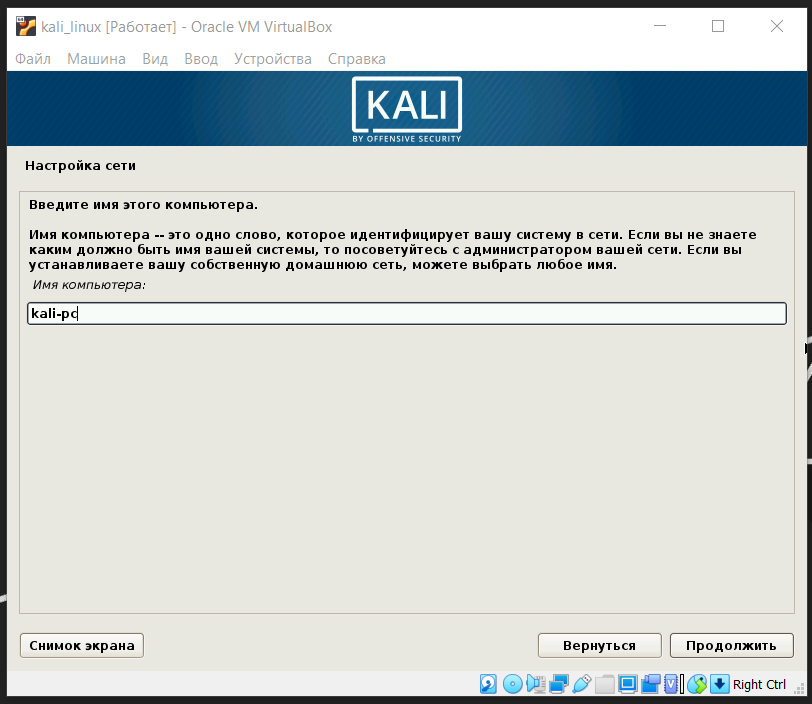 kali_linux [Работает] - Oracle VM VirtualBox
Файл Машина Вид Ввод Устройства Справка
KALI
BY OFFENSIVE SECURITY
Настройка сети
Введите имя этого компьютера.
Имя компьютера -- это одно слово, которое идентифицирует вашу систему в сети. Если вы не знаете
каким должно быть имя вашей системы, то посоветуйтесь с администратором вашей сети. Если вы
устанавливаете вашу собственную домашнюю сеть, можете выбрать любое имя.
Имя компьютера:
kali-pc
Снимок экрана Вернуться Продолжить
Right Ctrl